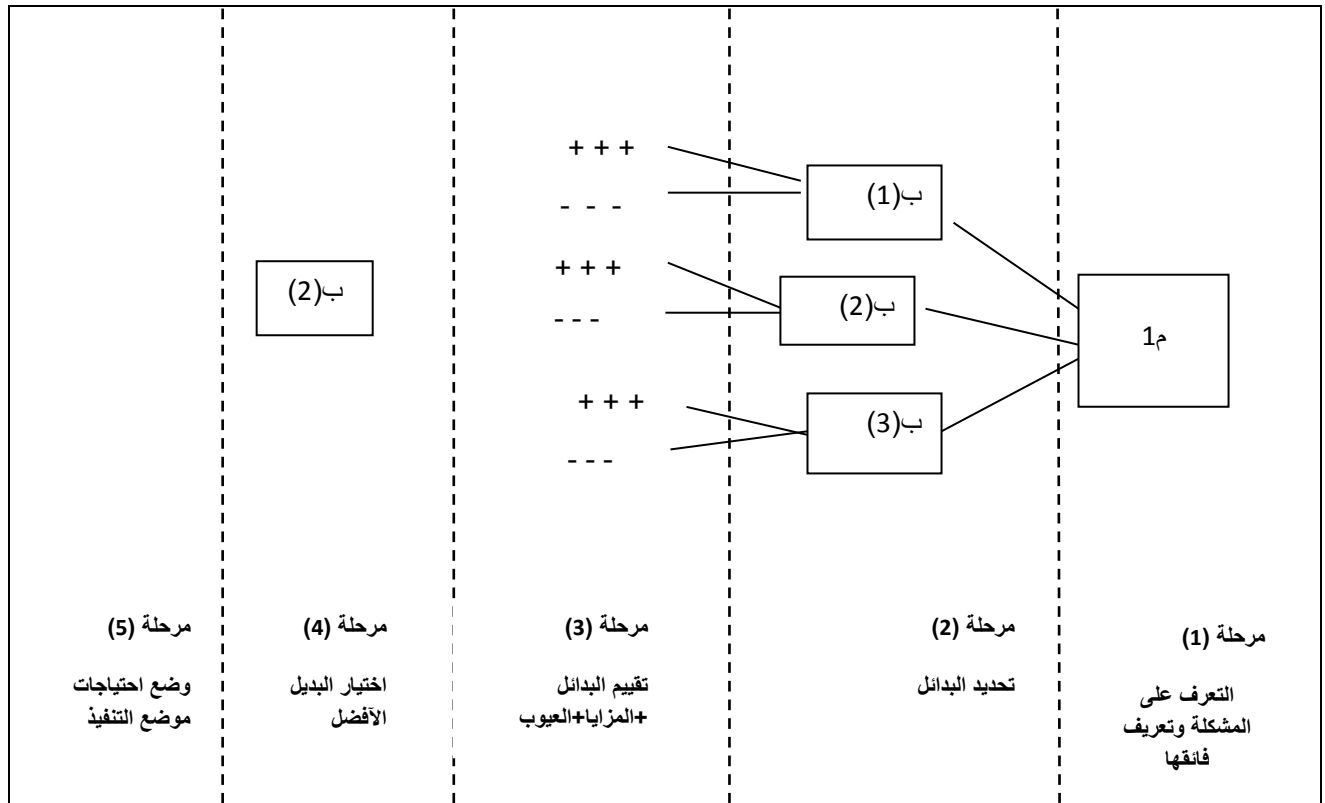 م1
ب(1)
ب(2)
ب(3)
+ + +
- - -
+ + +
- - -
+ + +
- - -
ب(2)
مرحلة (1)
التعرف على
المشكلة وتعريف
فائقها
مرحلة (2)
تحديد البدائل
مرحلة (3)
تقييم البدائل
+المزايا+العيوب
مرحلة (4)
اختيار البديل
الآفضل
مرحلة (5)
وضع احتياجات
موضع التنفيذ